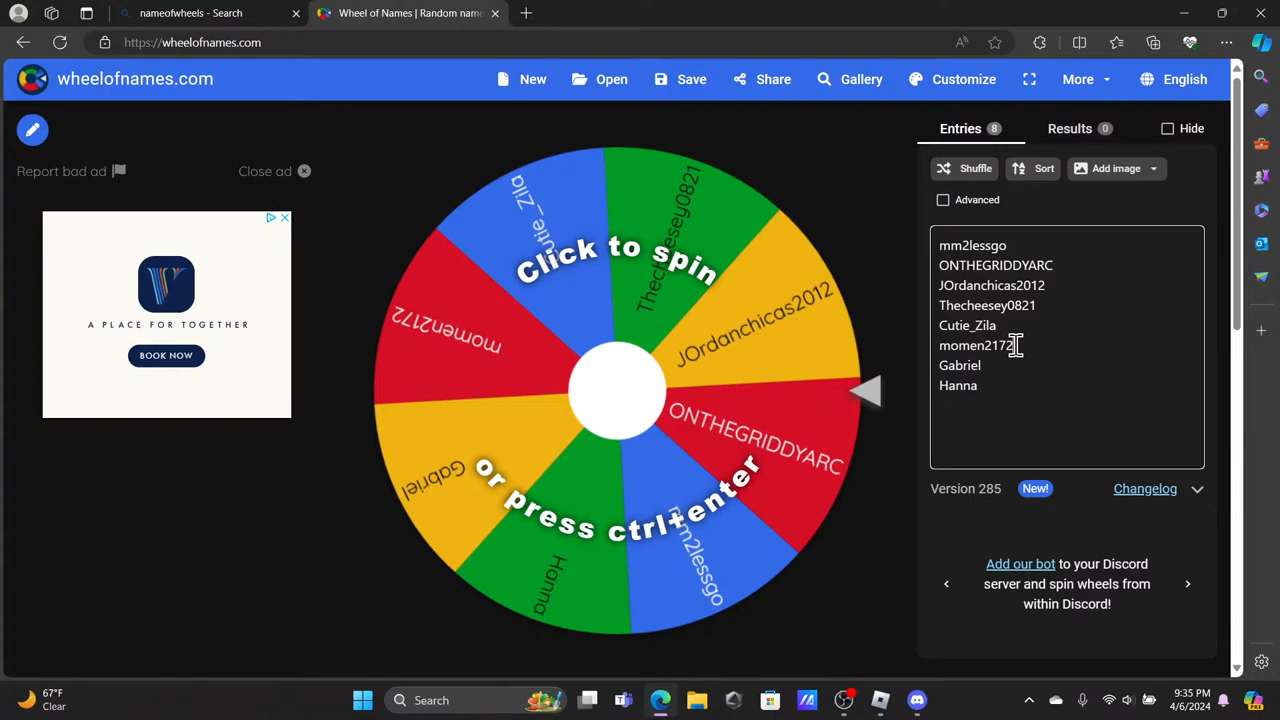 nameofwheels - Search
Wheel of Names | Random name
https://wheelofnames.com
wheelofnames.com
New
Open
Save
Share
Gallery
Customize
More
English
Report bad ad
Close ad
A PLACE FOR TOGETHER
BOOK NOW
Click to spin
or press ctrl+enter
Cutie_Zila
Thecheesey0821
JOrdanchicas2012
ONTHEGRIDDYARC
mm2lessgo
Hanna
Gabriel
momen2172
Entries 8
Results 0
Hide
Shuffle
Sort
Add image
Advanced
mm2lessgo
ONTHEGRIDDYARC
JOrdanchicas2012
Thecheesey0821
Cutie_Zila
momen2172
Gabriel
Hanna
Version 285
New!
Changelog
Add our bot to your Discord
server and spin wheels from
within Discord!
67°F
Clear
Search
9:35 PM
4/6/2024